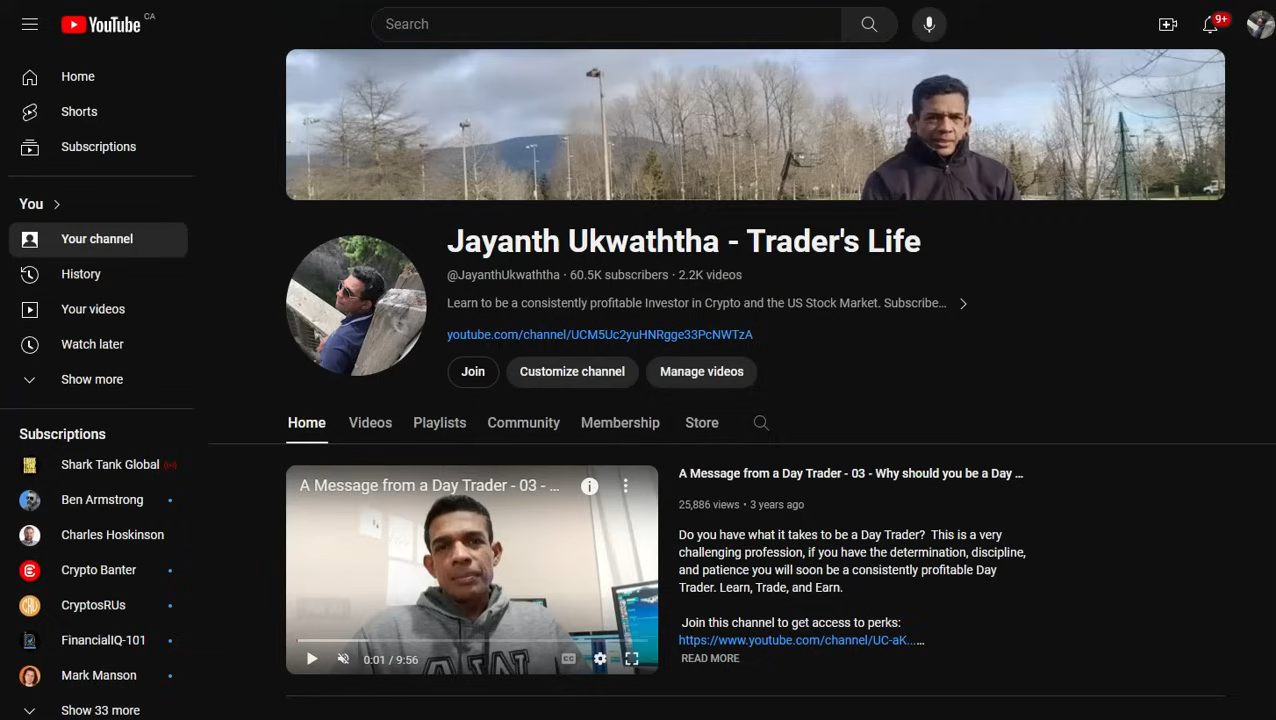 YouTube CA
Search
9+
Home
Shorts
Subscriptions
You
Your channel
History
Your videos
Watch later
Show more
Subscriptions
Shark Tank Global
Ben Armstrong
Charles Hoskinson
Crypto Banter
CryptosRUs
FinancialIQ-101
Mark Manson
Show 33 more
Jayanth Ukwaththa - Trader's Life
@JayanthUkwaththa · 60.5K subscribers · 2.2K videos
Learn to be a consistently profitable Investor in Crypto and the US Stock Market. Subscribe…
youtube.com/channel/UCM5Uc2yuHNRgge33PcNWTzA
Join
Customize channel
Manage videos
Home
Videos
Playlists
Community
Membership
Store
A Message from a Day Trader - 03 - …
0:01 / 9:56
A Message from a Day Trader - 03 - Why should you be a Day …
25,886 views • 3 years ago
Do you have what it takes to be a Day Trader? This is a very
challenging profession, if you have the determination, discipline,
and patience you will soon be a consistently profitable Day
Trader. Learn, Trade, and Earn.
Join this channel to get access to perks:
https://www.youtube.com/channel/UC-aK...…
READ MORE